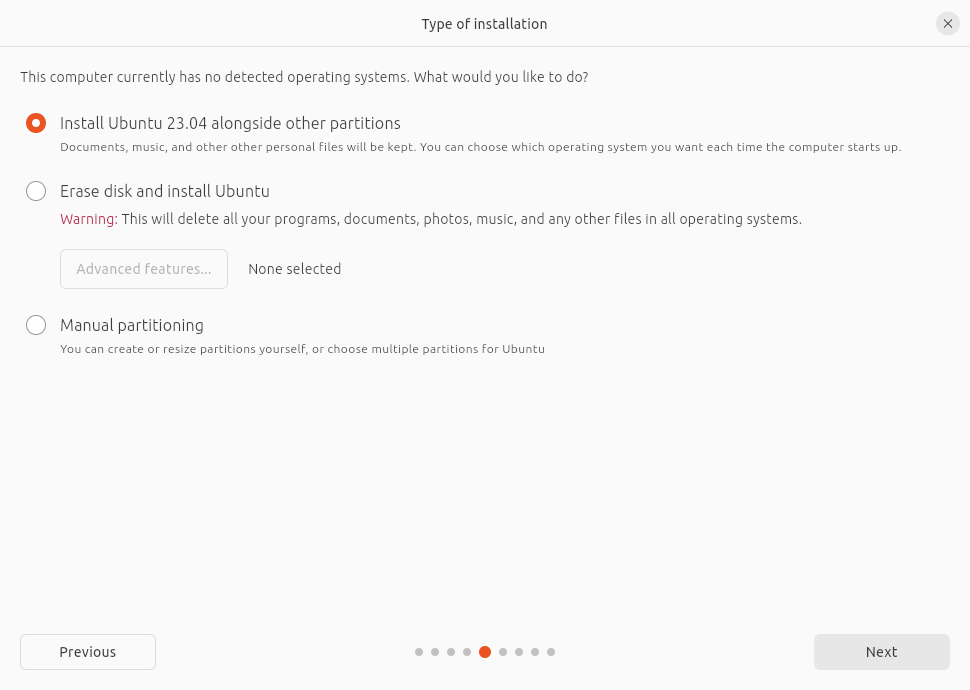 Type of installation
This computer currently has no detected operating systems. What would you like to do?
Install Ubuntu 23.04 alongside other partitions
Documents, music, and other other personal files will be kept. You can choose which operating system you want each time the computer starts up.
Erase disk and install Ubuntu
Warning: This will delete all your programs, documents, photos, music, and any other files in all operating systems.
Advanced features... None selected
Manual partitioning
You can create or resize partitions yourself, or choose multiple partitions for Ubuntu
Previous Next